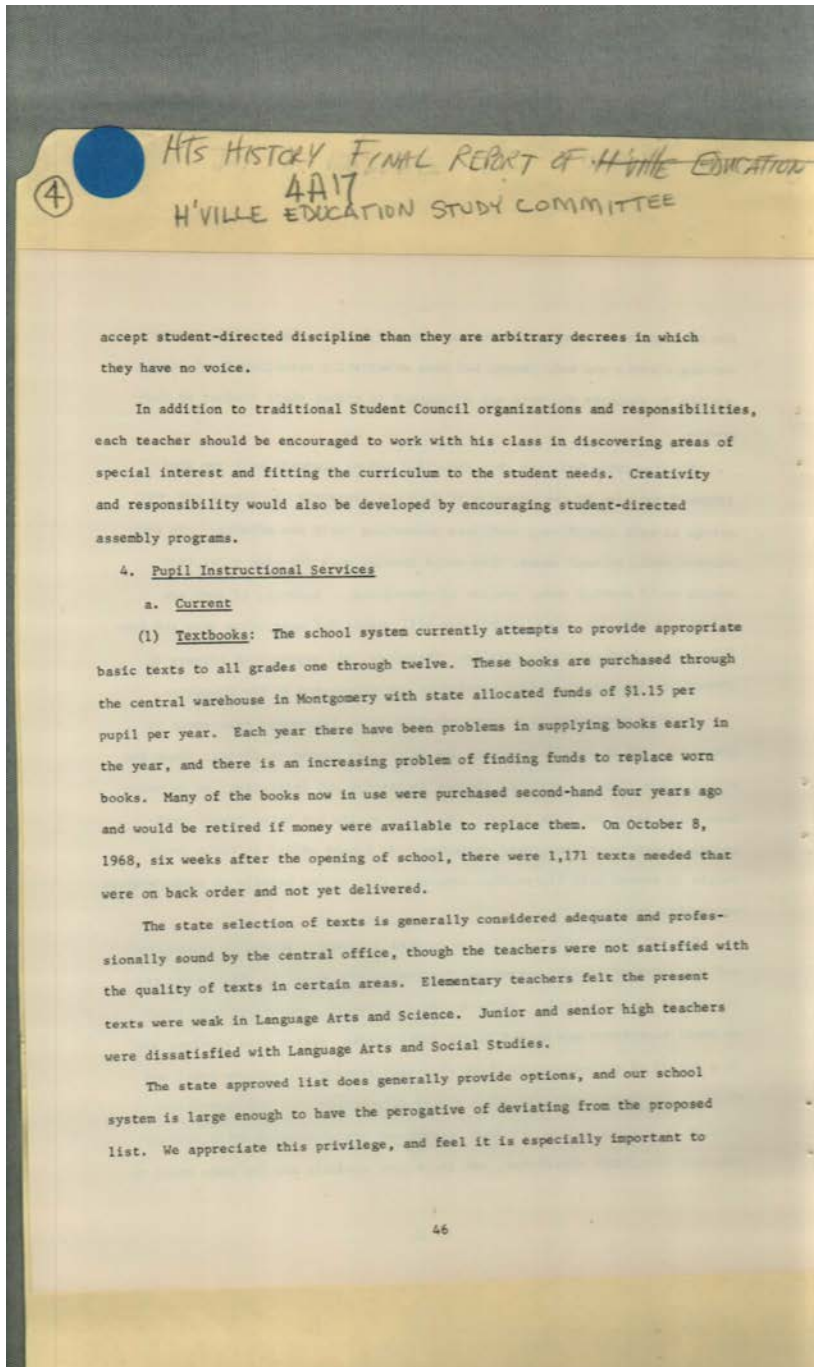 HTS HISTORY FINAL REPORT OF H'VILLE EDUCATION
4
4A17
H'VILLE EDUCATION STUDY COMMITTEE
accept student-directed discipline than they are arbitrary decrees in which
they have no voice.
In addition to traditional Student Council organizations and responsibilities,
each teacher should be encouraged to work with his class in discovering areas of
special interest and fitting the curriculum to the student needs. Creativity
and responsibility would also be developed by encouraging student-directed
assembly programs.
4. Pupil Instructional Services
a. Current
(1) Textbooks: The school system currently attempts to provide appropriate
basic texts to all grades one through twelve. These books are purchased through
the central warehouse in Montgomery with state allocated funds of $1.15 per
pupil per year. Each year there have been problems in supplying books early in
the year, and there is an increasing problem of finding funds to replace worn
books. Many of the books now in use were purchased second-hand four years ago
and would be retired if money were available to replace them. On October 8,
1968, six weeks after the opening of school, there were 1,171 texts needed that
were on back order and not yet delivered.
The state selection of texts is generally considered adequate and profes-
sionally sound by the central office, though the teachers were not satisfied with
the quality of texts in certain areas. Elementary teachers felt the present
texts were weak in Language Arts and Science. Junior and senior high teachers
were dissatisfied with Language Arts and Social Studies.
The state approved list does generally provide options, and our school
system is large enough to have the perogative of deviating from the proposed
list. We appreciate this privilege, and feel it is especially important to
46